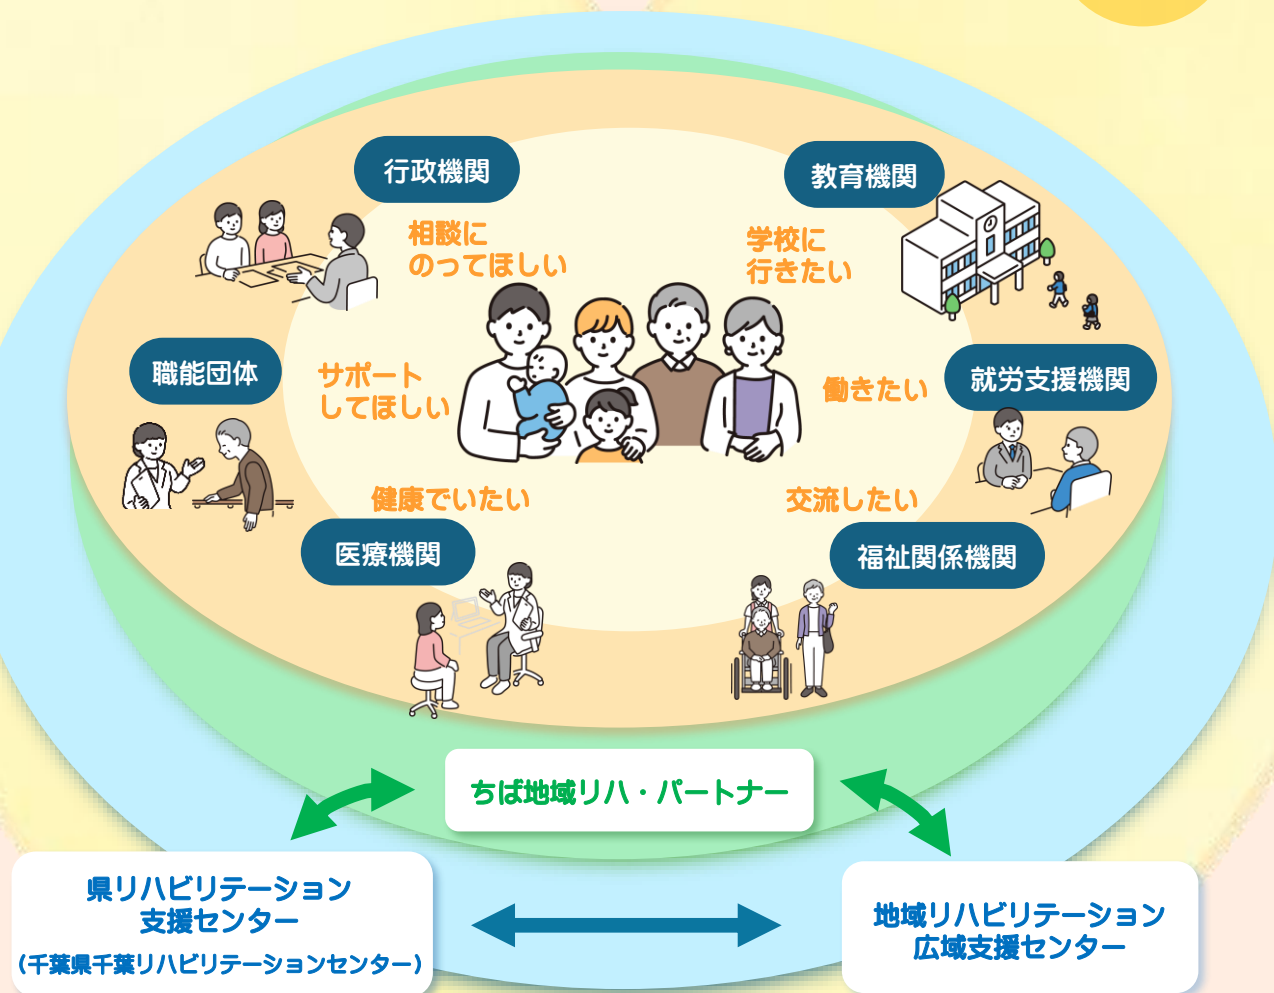 行政機関
教育機関
相談に
のってほしい
学校に
行きたい
職能団体
サポート
してほしい
働きたい
就労支援機関
健康でいたい
交流したい
医療機関
福祉関係機関
ちば地域リハ・パートナー
県リハビリテーション
支援センター
（千葉県千葉リハビリテーションセンター）
地域リハビリテーション
広域支援センター